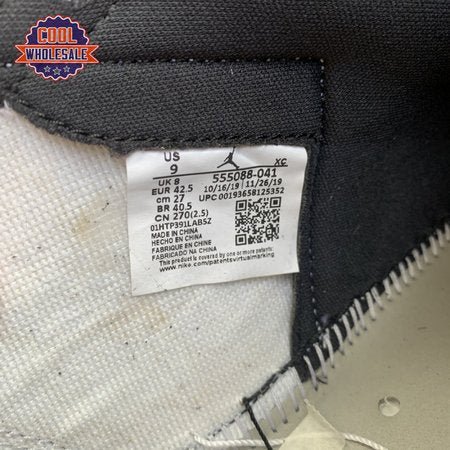 COOL
WHOLESALE
US
9
XC
UK 8
555088-041
EUR 42.5
10/16/19 11/26/19
cm 27
UPC 00193658125352
BR 40.5
CN 270(2.5)
01HTP391LAB5Z
MADE IN CHINA
HECHO EN CHINA
FABRIQUE EN CHINE
FABRICADO NA CHINA
This product is covered by one or more patents:
www.nike.com/patentsvirtualmarking